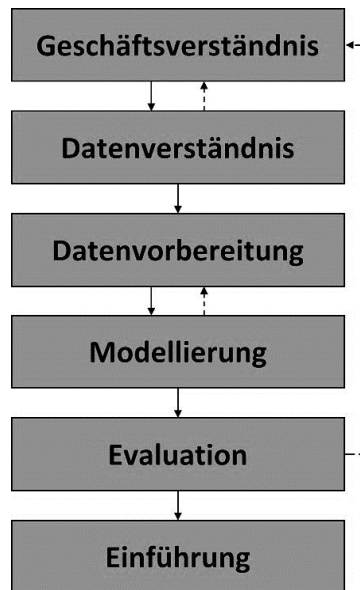 Geschäftsverständnis
Datenverständnis
Datenvorbereitung
Modellierung
Evaluation
Einführung